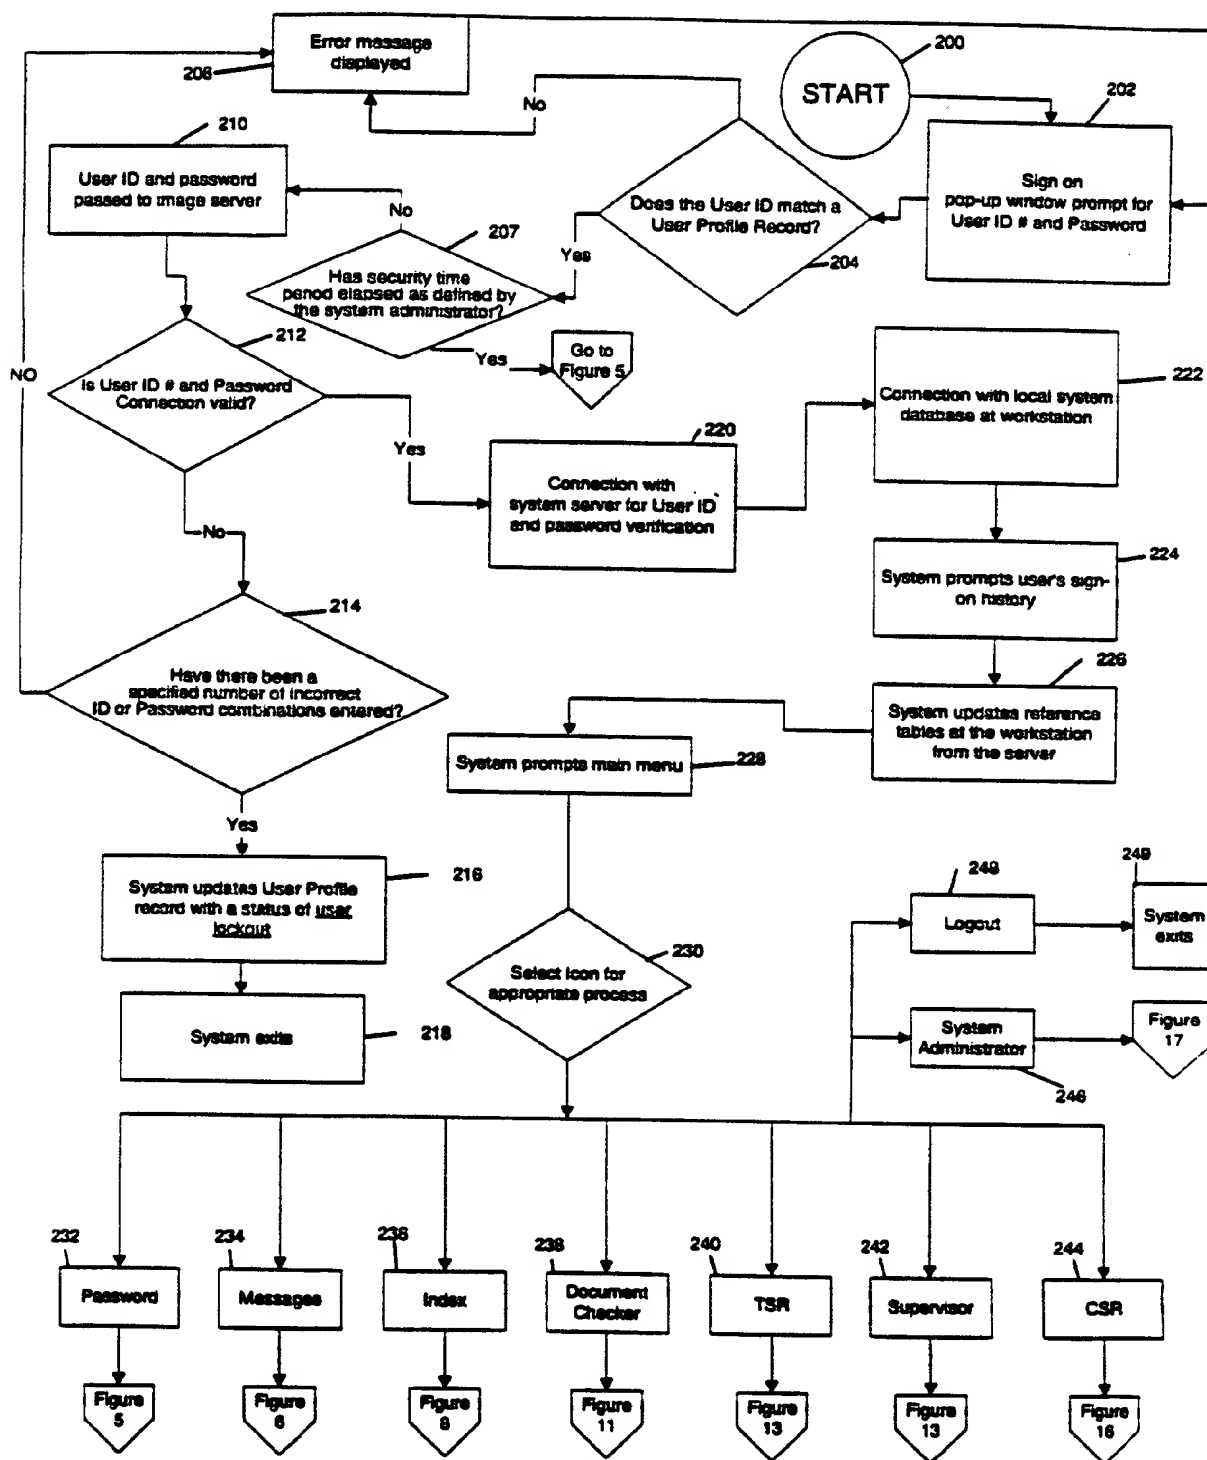 Error message
displayed
206
200
START
202
Sign on
pop-up window prompt for
User ID # and Password
No
Does the User ID match a
User Profile Record?
204
Yes
210
User ID and password
passed to image server
No
207
Has security time
period elapsed as defined by
the system administrator?
Yes
Go to
Figure 5
212
Is User ID # and Password
Connection valid?
NO
Yes
No
220
Connection with
system server for User ID
and password verification
222
Connection with local system
database at workstation
224
System prompts user's sign-
on history
226
System updates reference
tables at the workstation
from the server
214
Have there been a
specified number of incorrect
ID or Password combinations entered?
228
System prompts main menu
Yes
216
System updates User Profile
record with a status of user
lockout
218
System exits
230
Select icon for
appropriate process
Logout
249
System
exits
System
Administrator
246
Figure
17
232
Password
Figure
5
234
Messages
Figure
6
236
Index
Figure
238
Document
Checker
Figure
11
240
TSR
Figure
13
242
Supervisor
Figure
13
244
CSR
Figure
16